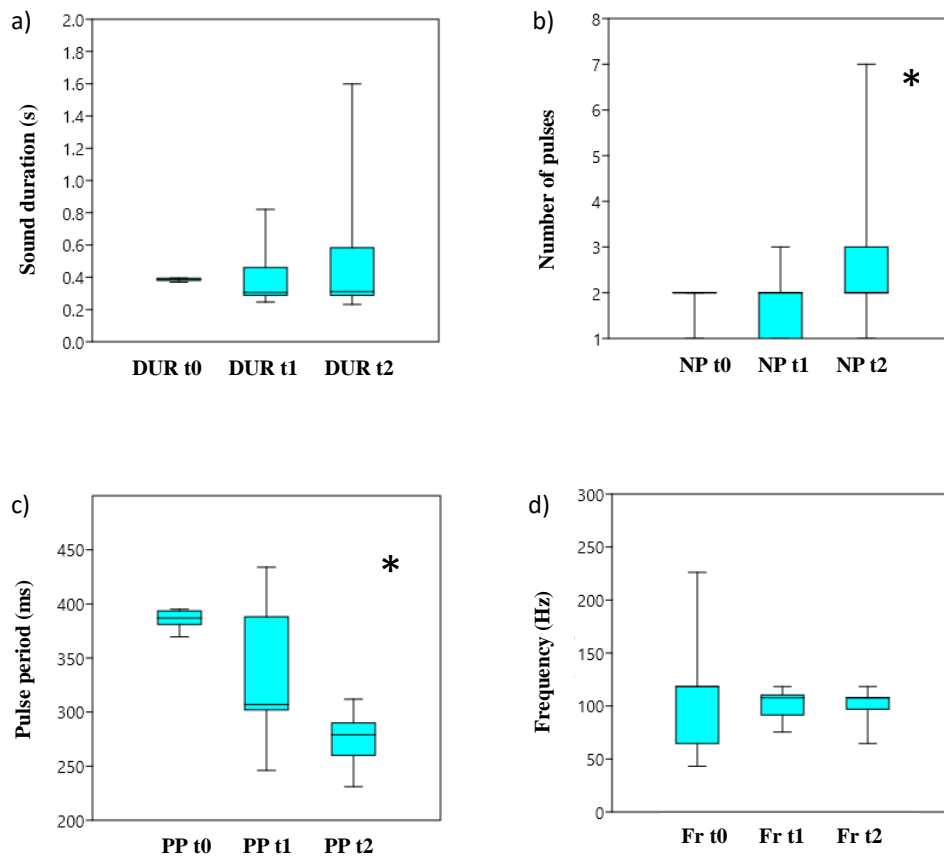 a)
Sound duration (s)
2.0
1.8
1.6
1.4
1.2
1.0
0.8
0.6
0.4
0.2
0.0
DUR t0 DUR t1 DUR t2
b)
Number of pulses
8
7
6
5
4
3
2
1
*
NP t0 NP t1 NP t2
c)
Pulse period (ms)
450
400
350
300
250
200
*
PP t0 PP t1 PP t2
d)
Frequency (Hz)
300
250
200
150
100
50
0
Fr t0 Fr t1 Fr t2